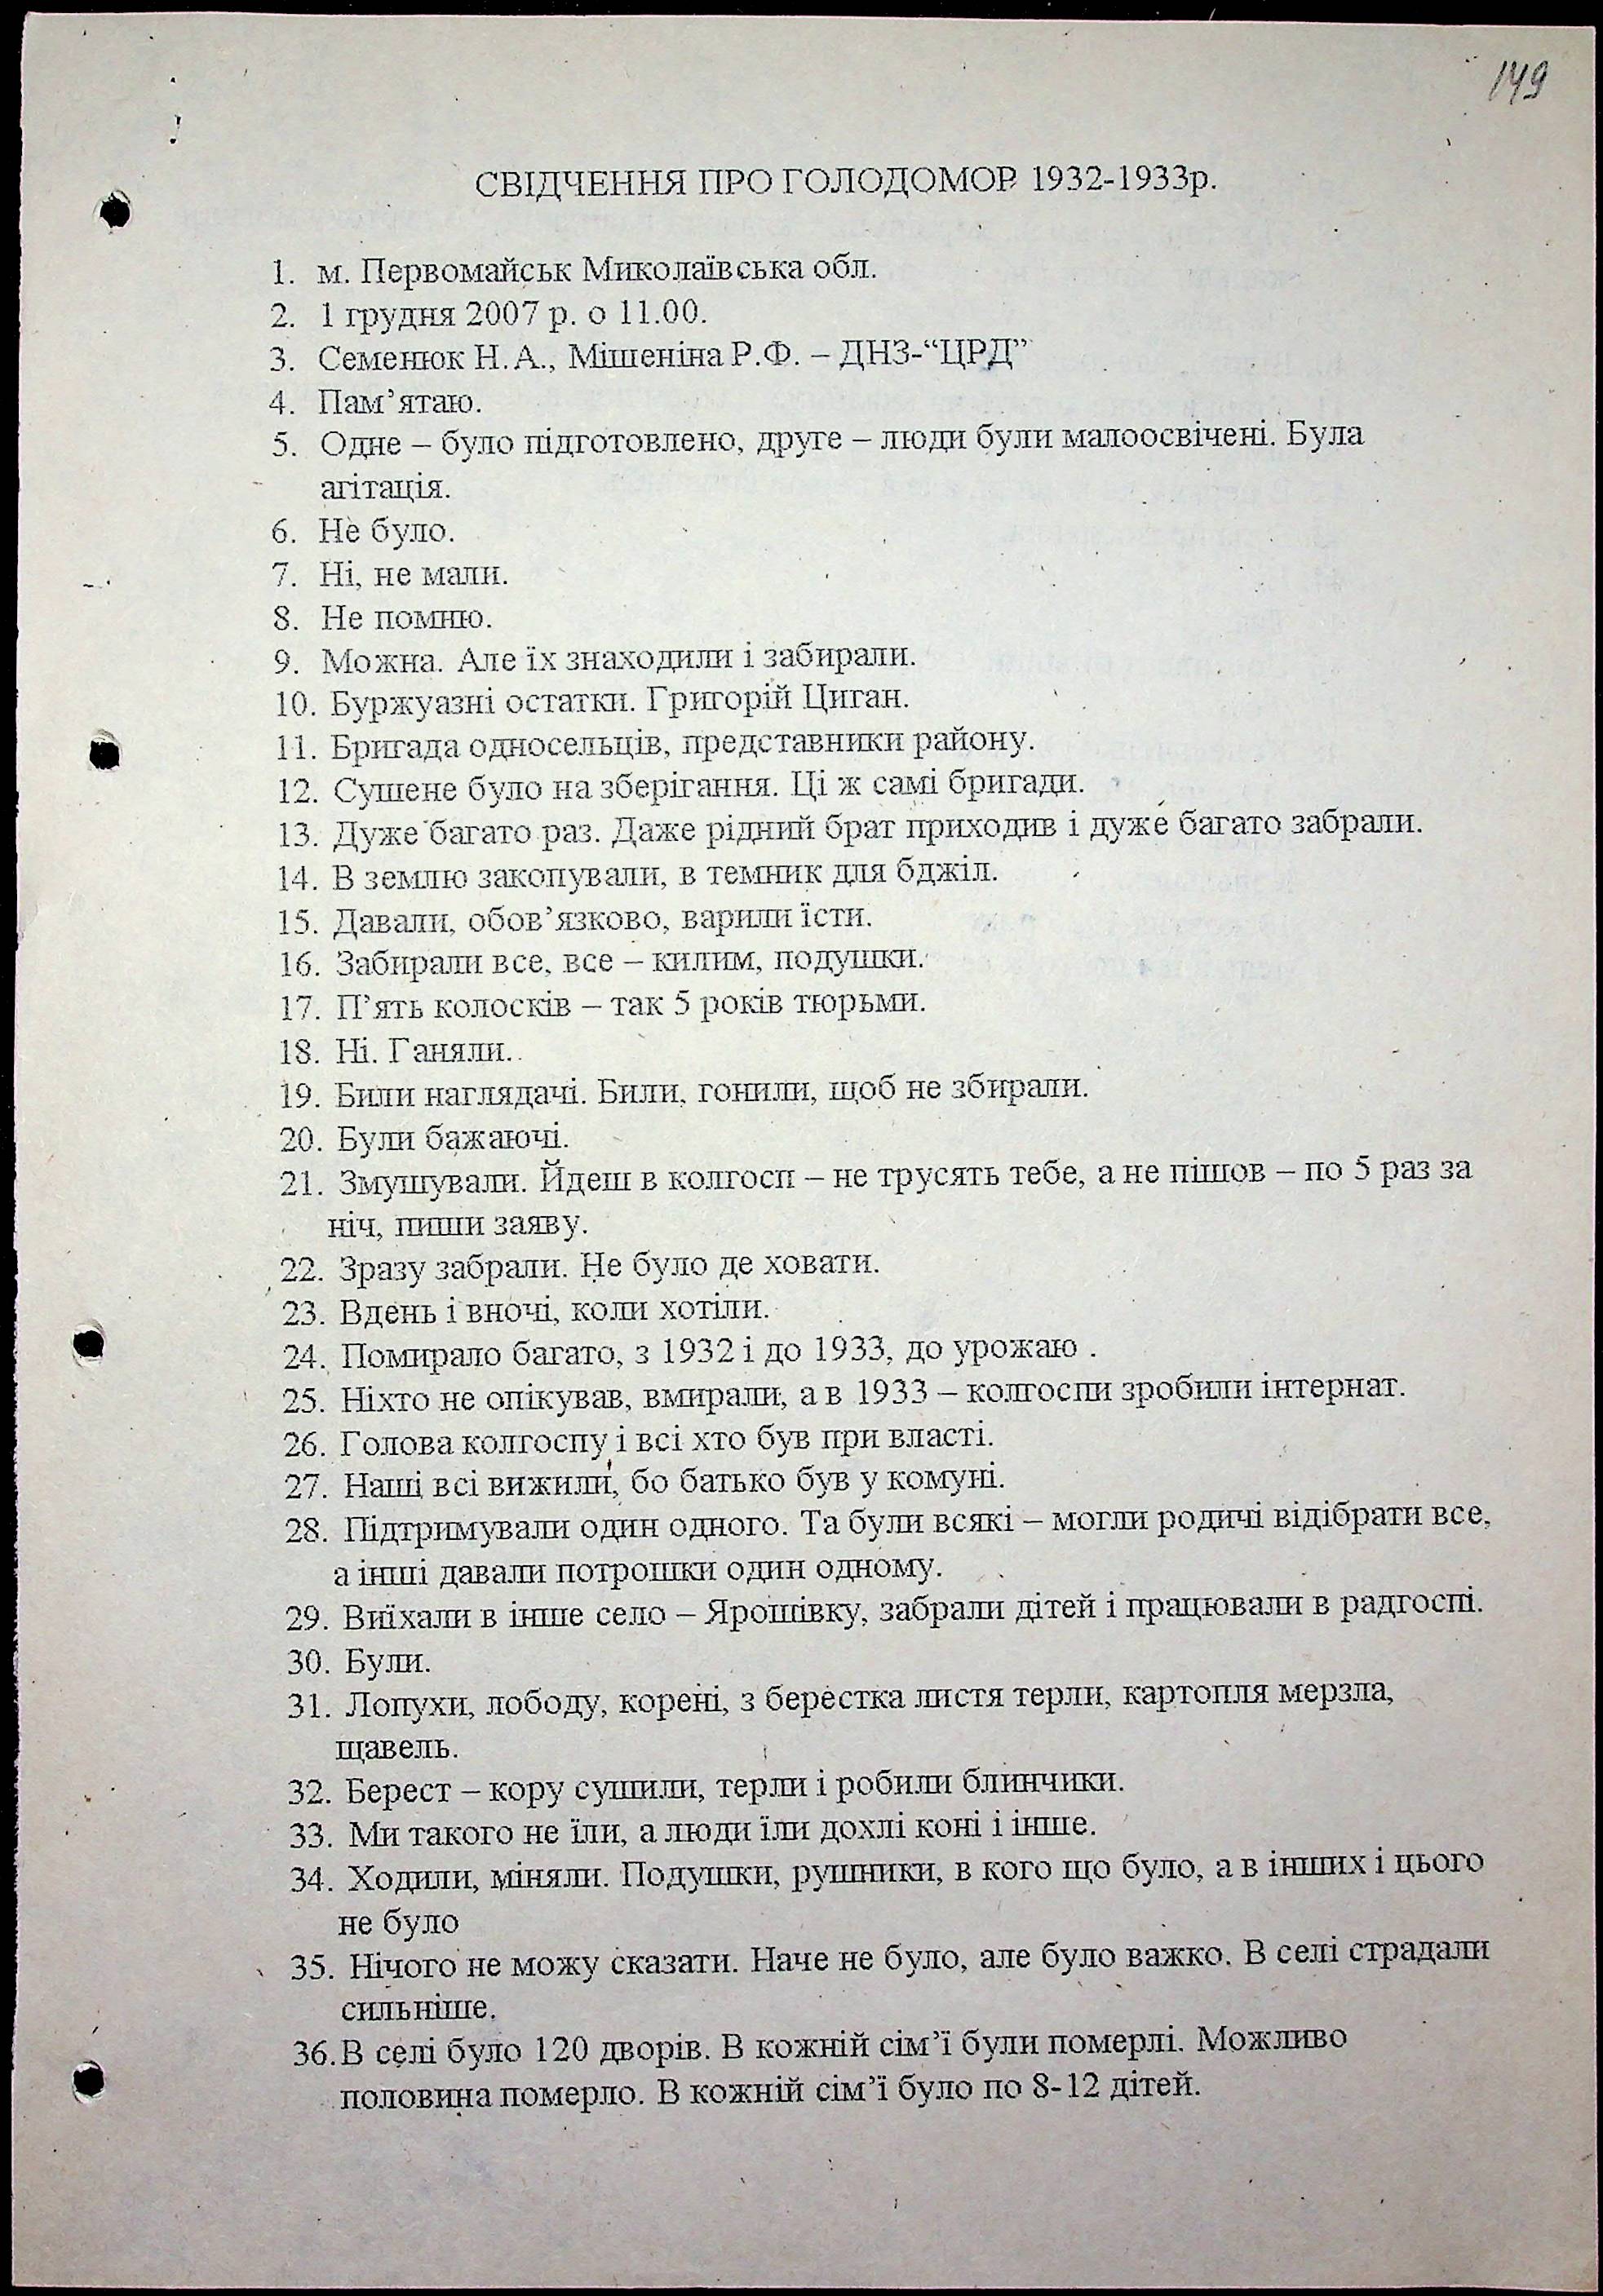 149
СВІДЧЕННЯ ПРО ГОЛОДОМОР 1932-1933р.
1. м. Первомайськ Миколаївська обл.
2. 1 грудня 2007 р. о 11.00.
3. Семенюк Н.А., Мішеніна Р.Ф. – ДНЗ-“ЦРД”
4. Пам’ятаю.
5. Одне – було підготовлено, друге – люди були малоосвічені. Була
агітація.
6. Не було.
7. Ні, не мали.
8. Не помню.
9. Можна. Але їх знаходили і забирали.
10. Буржуазні остатки. Григорій Циган.
11. Бригада односельців, представники району.
12. Сушене було на зберігання. Ці ж самі бригади.
13. Дуже багато раз. Даже рідний брат приходив і дуже багато забрали.
14. В землю закопували, в темник для бджіл.
15. Давали, обов’язково, варили їсти.
16. Забирали все, все – килим, подушки.
17. П’ять колосків – так 5 років тюрьми.
18. Ні. Ганяли.
19. Били наглядачі. Били, гонили, щоб не збирали.
20. Були бажаючі.
21. Змушували. Йдеш в колгосп – не трусять тебе, а не пішов – по 5 раз за
ніч, пиши заяву.
22. Зразу забрали. Не було де ховати.
23. Вдень і вночі, коли хотіли.
24. Помирало багато, з 1932 і до 1933, до урожаю .
25. Ніхто не опікував, вмирали, а в 1933 – колгоспи зробили інтернат.
26. Голова колгоспу і всі хто був при власті.
27. Наші всі вижили, бо батько був у комуні.
28. Підтримували один одного. Та були всякі – могли родичі відібрати все,
а інші давали потрошки один одному.
29. Виїхали в інше село – Ярошівку, забрали дітей і працювали в радгоспі.
30. Були.
31. Лопухи, лободу, корені, з берестка листя терли, картопля мерзла,
щавель.
32. Берест – кору сушили, терли і робили блинчики.
33. Ми такого не їли, а люди їли дохлі коні і інше.
34. Ходили, міняли. Подушки, рушники, в кого що було, а в інших і цього
не було
35. Нічого не можу сказати. Наче не було, але було важко. В селі страдали
сильніше.
36.В селі було 120 дворів. В кожній сім’ї були померлі. Можливо
половина померло. В кожній сім’ї було по 8-12 дітей.